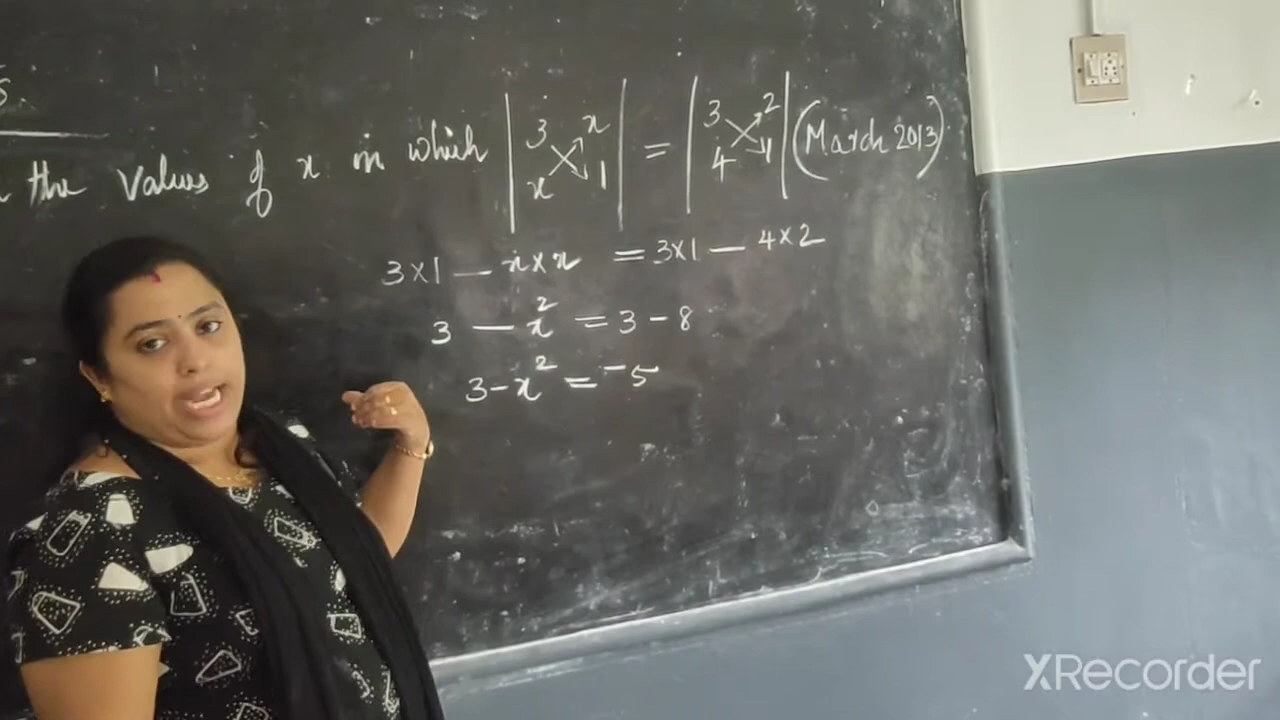 S.
the values of x in which | 3 x x 1 | = | 3 2 4 1 | (March 2013)
3×1 — x×x = 3×1 — 4×2
3 — x² = 3 - 8
3 - x² = ⁻5
XRecorder